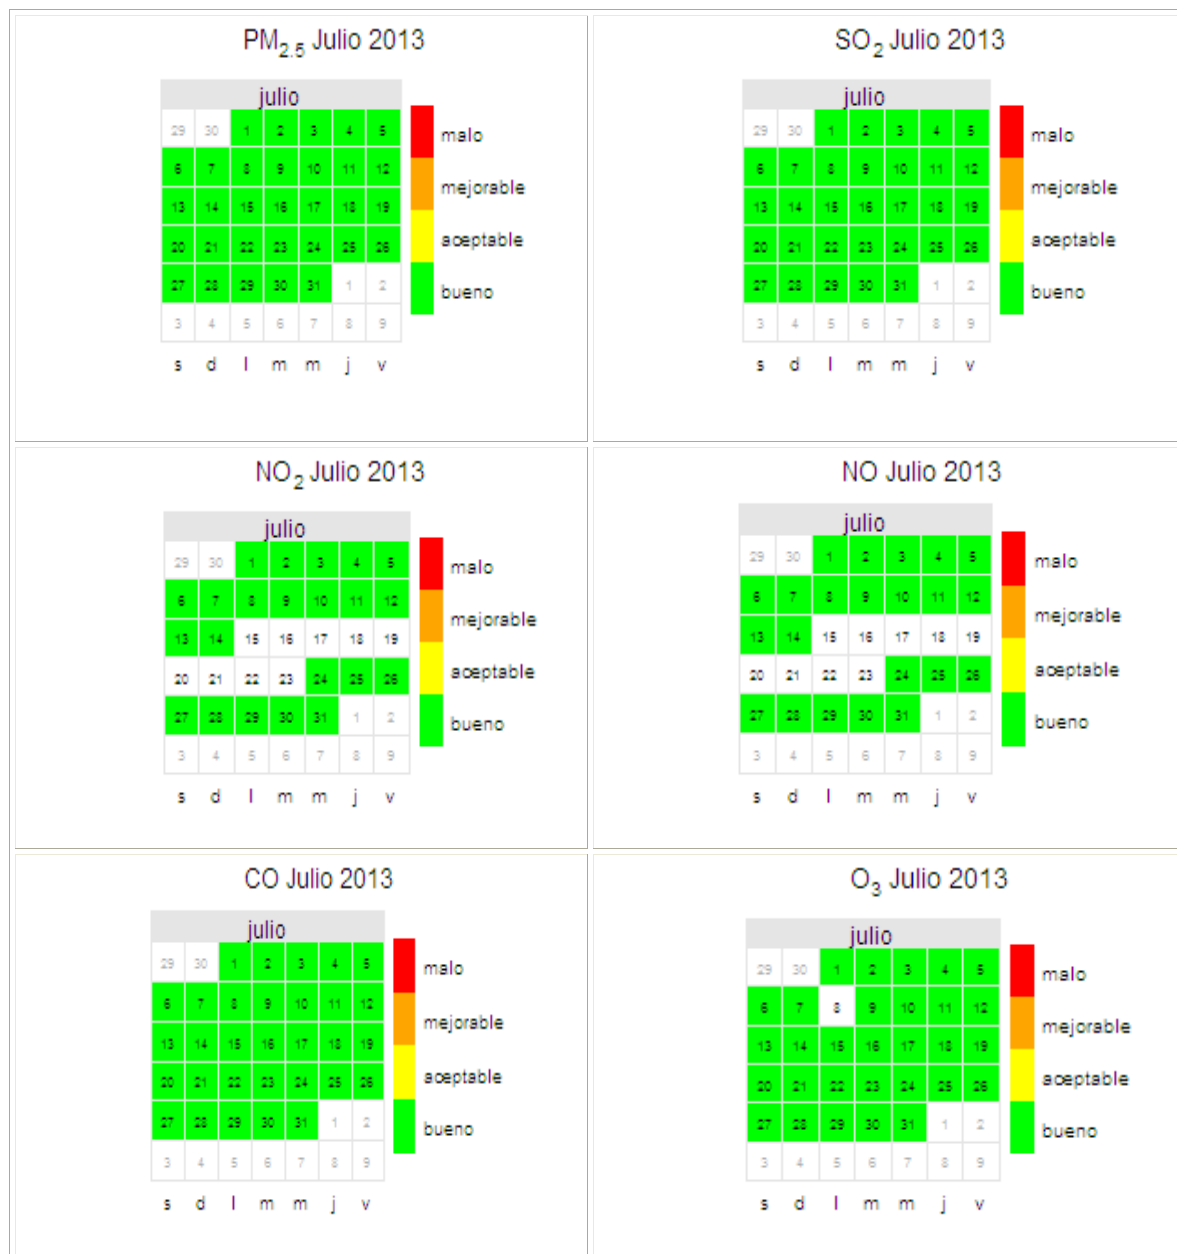 PM2.5 Julio 2013
julio
29 30 1 2 3 4 5
6 7 8 9 10 11 12
13 14 15 16 17 18 19
20 21 22 23 24 25 26
27 28 29 30 31 1 2
3 4 5 6 7 8 9
s d l m m j v
malo
mejorable
aceptable
bueno
SO2 Julio 2013
julio
29 30 1 2 3 4 5
6 7 8 9 10 11 12
13 14 15 16 17 18 19
20 21 22 23 24 25 26
27 28 29 30 31 1 2
3 4 5 6 7 8 9
s d l m m j v
malo
mejorable
aceptable
bueno
NO2 Julio 2013
julio
29 30 1 2 3 4 5
6 7 8 9 10 11 12
13 14 15 16 17 18 19
20 21 22 23 24 25 26
27 28 29 30 31 1 2
3 4 5 6 7 8 9
s d l m m j v
malo
mejorable
aceptable
bueno
NO Julio 2013
julio
29 30 1 2 3 4 5
6 7 8 9 10 11 12
13 14 15 16 17 18 19
20 21 22 23 24 25 26
27 28 29 30 31 1 2
3 4 5 6 7 8 9
s d l m m j v
malo
mejorable
aceptable
bueno
CO Julio 2013
julio
29 30 1 2 3 4 5
6 7 8 9 10 11 12
13 14 15 16 17 18 19
20 21 22 23 24 25 26
27 28 29 30 31 1 2
3 4 5 6 7 8 9
s d l m m j v
malo
mejorable
aceptable
bueno
O3 Julio 2013
julio
29 30 1 2 3 4 5
6 7 8 9 10 11 12
13 14 15 16 17 18 19
20 21 22 23 24 25 26
27 28 29 30 31 1 2
3 4 5 6 7 8 9
s d l m m j v
malo
mejorable
aceptable
bueno